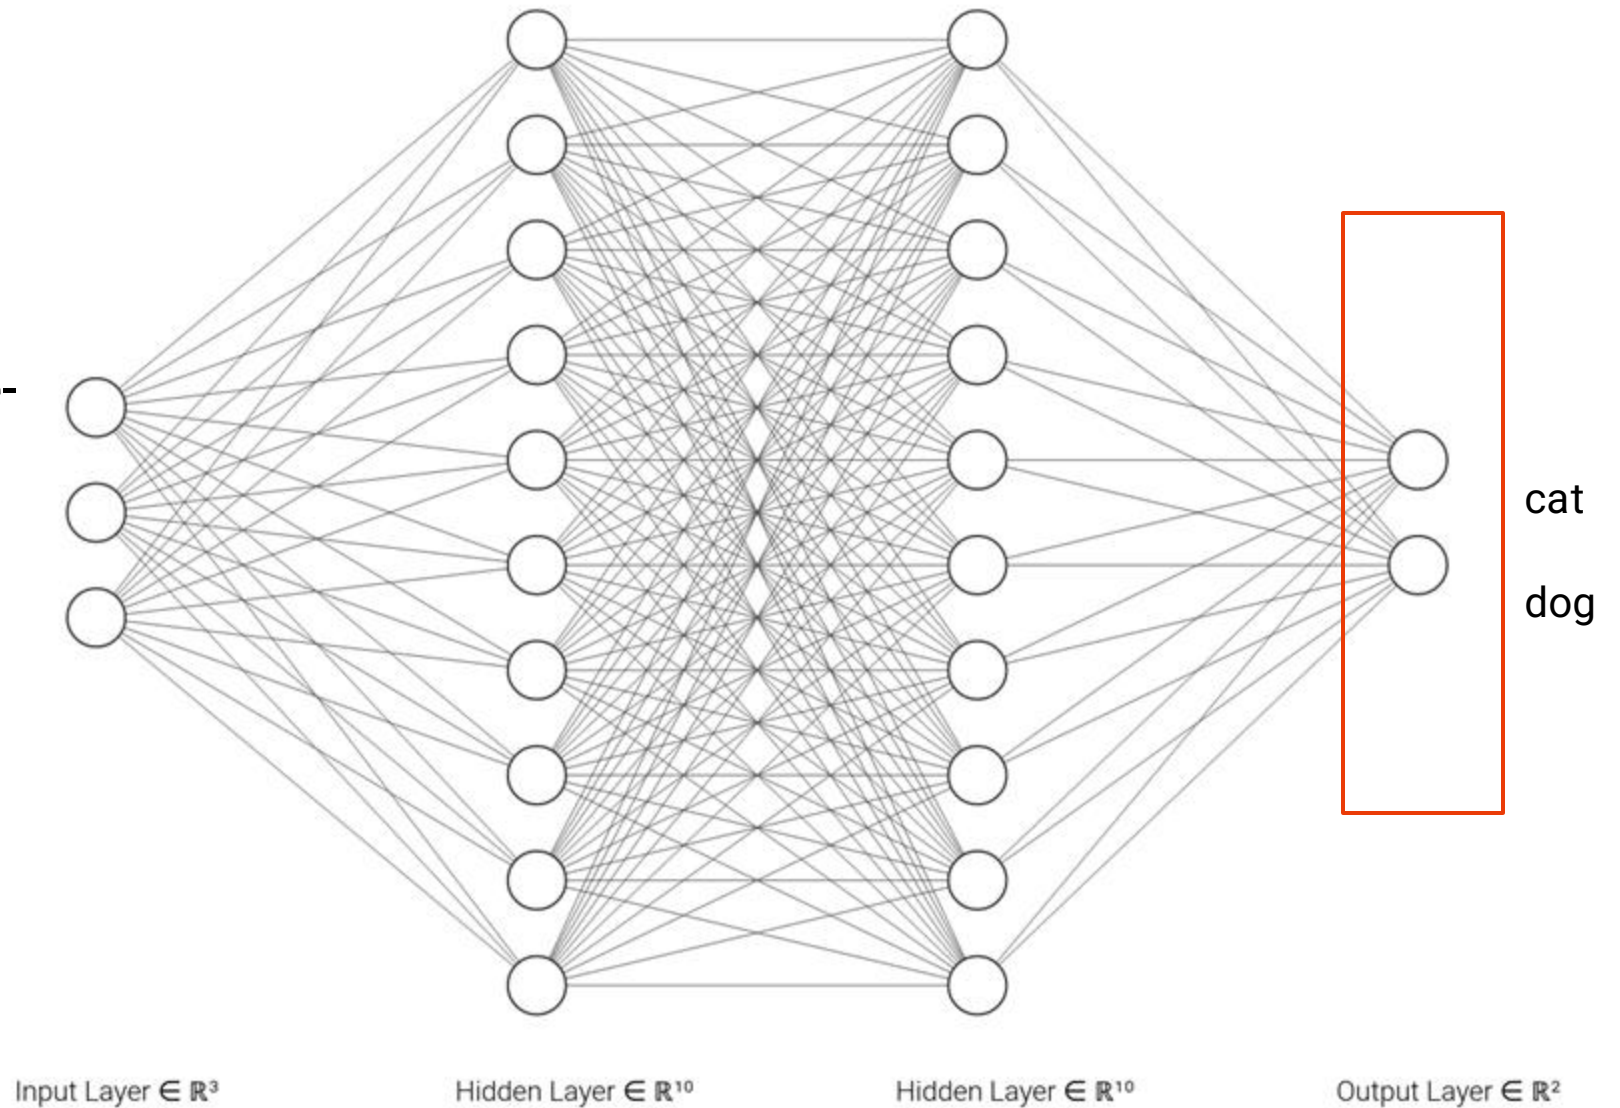 -
cat
dog
Input Layer ∈ ℝ³
Hidden Layer ∈ ℝ¹⁰
Hidden Layer ∈ ℝ¹⁰
Output Layer ∈ ℝ²